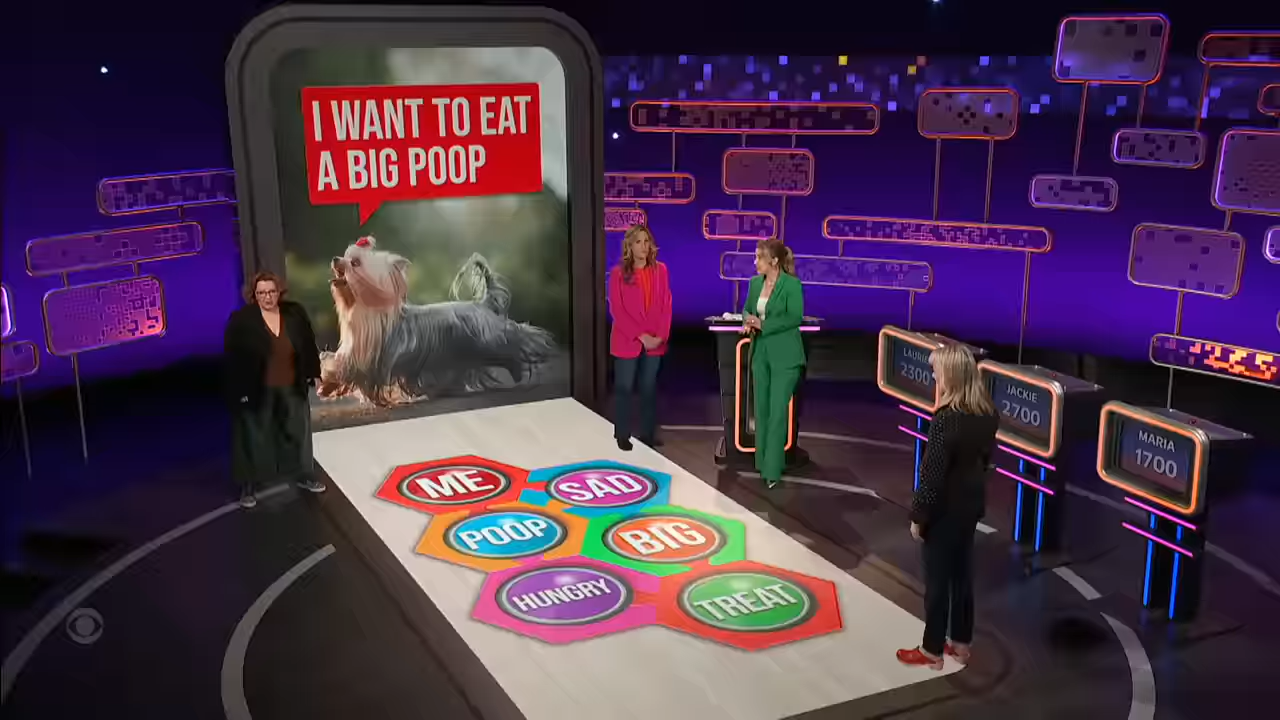 I WANT TO EAT
A BIG POOP
ME
SAD
POOP
BIG
HUNGRY
TREAT
2300
JACKIE
2700
MARIA
1700